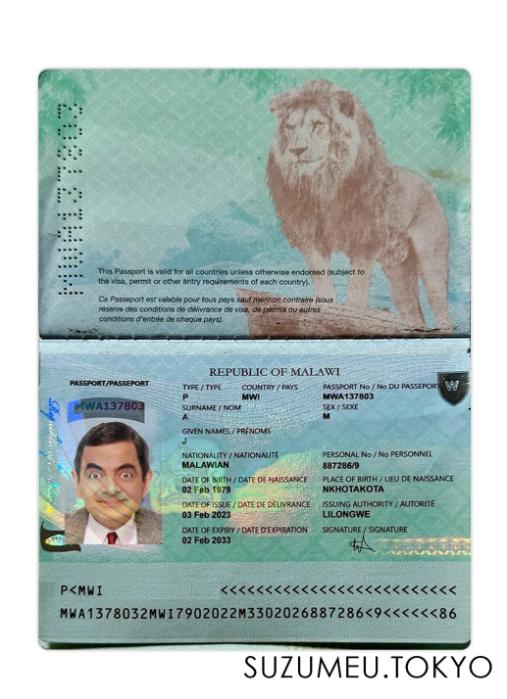 MWA137803
This Passport is valid for all countries unless otherwise endorsed (subject to
the visa, permit or other entry requirements of each country).
Ce Passeport est valable pour tous pays sauf mention contraire (sous
réserve des conditions de délivrance de visa, de permis ou autres
conditions d'entrée de chaque pays).
REPUBLIC OF MALAWI
PASSPORT/PASSEPORT
TYPE / TYPE COUNTRY / PAYS PASSPORT No / No DU PASSEPORT
P MWI MWA137803
W
MWA137803
SURNAME / NOM SEX / SEXE
A M
GIVEN NAMES / PRÉNOMS
J
NATIONALITY / NATIONALITÉ PERSONAL No / No PERSONNEL
MALAWIAN 887286/9
DATE OF BIRTH / DATE DE NAISSANCE PLACE OF BIRTH / LIEU DE NAISSANCE
02 Feb 1979 NKHOTAKOTA
DATE OF ISSUE / DATE DE DÉLIVRANCE ISSUING AUTHORITY / AUTORITÉ
03 Feb 2023 LILONGWE
DATE OF EXPIRY / DATE D'EXPIRATION SIGNATURE / SIGNATURE
02 Feb 2033
P<MWI <<<<<<<<<<<<<<<<<<<<<<<<<<
MWA1378032MWI7902022M3302026887286<9<<<<<<86
SUZUMEU.TOKYO